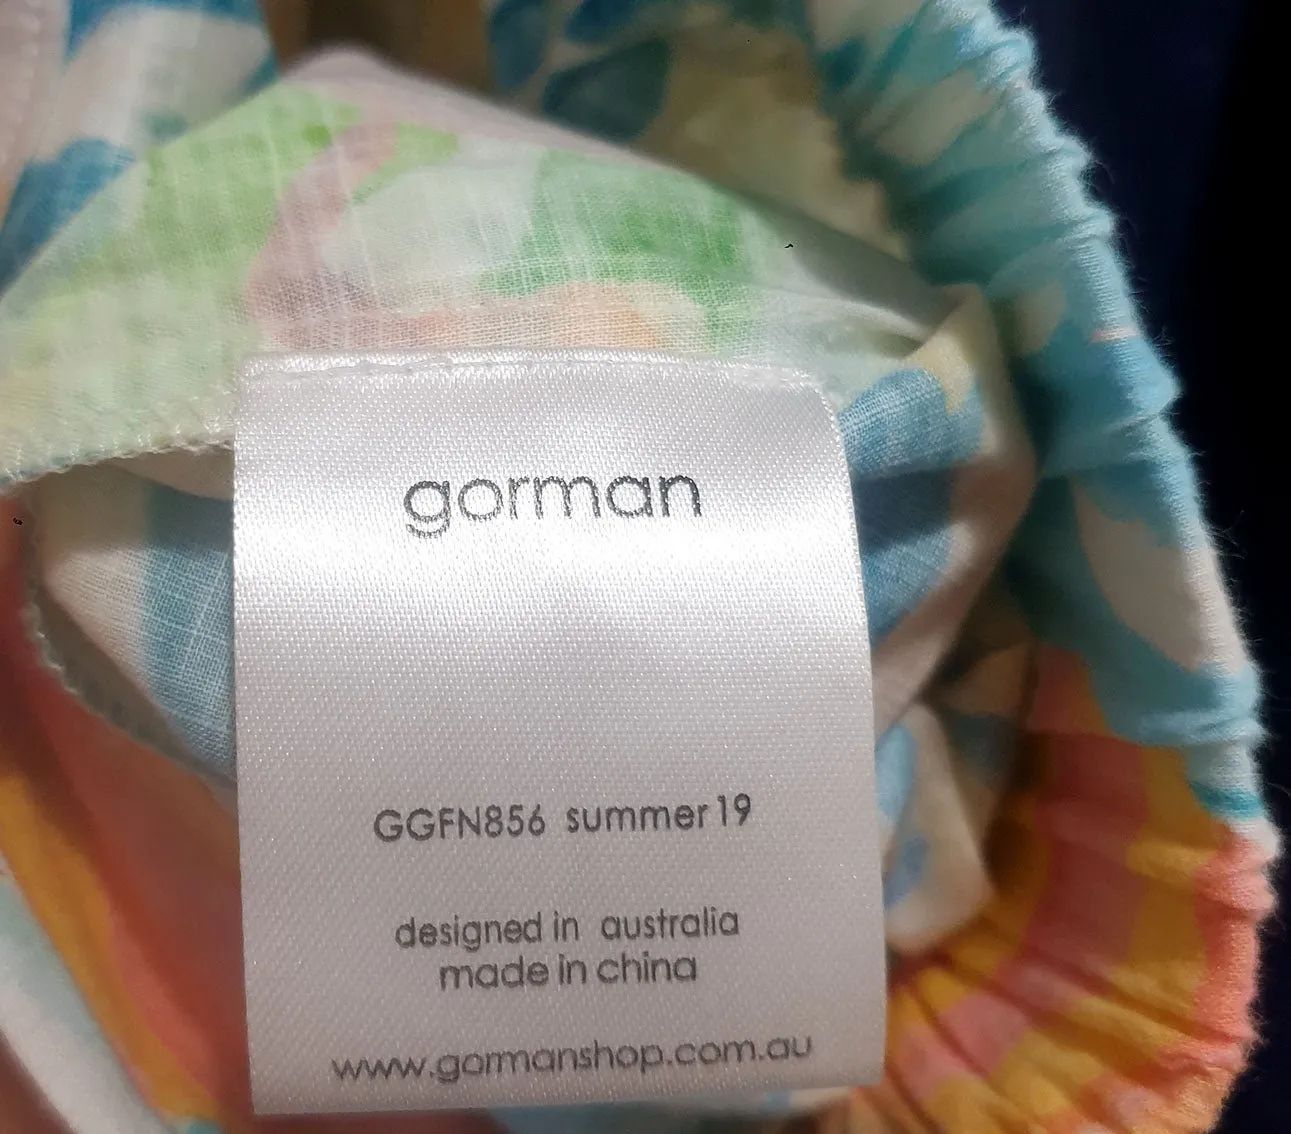 gorman
GGFN856 summer 19
designed in australia
made in china
www.gormanshop.com.au